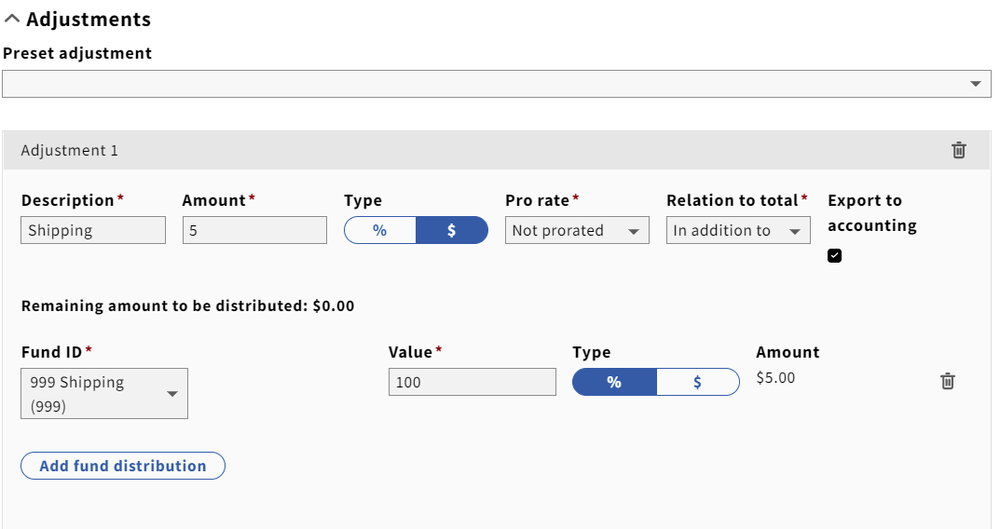 Adjustments
Preset adjustment
Adjustment 1
Description* Amount* Type Pro rate* Relation to total* Export to
accounting
Shipping 5 % $ Not prorated In addition to
Remaining amount to be distributed: $0.00
Fund ID* Value* Type Amount
999 Shipping
(999) 100 % $ $5.00
Add fund distribution